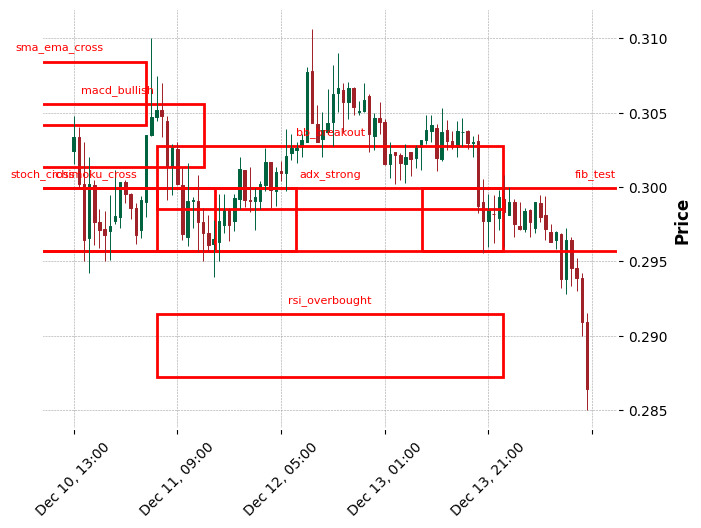 sma_ema_cross
0.310
macd_bullish
0.305
bb_breakout
stoch_cross
adx_strong
fib_test
0.300
Price
0.295
rsi_overbought
0.290
0.285
Dec 10, 13:00
Dec 11, 09:00
Dec 12, 05:00
Dec 13, 01:00
Dec 13, 21:00